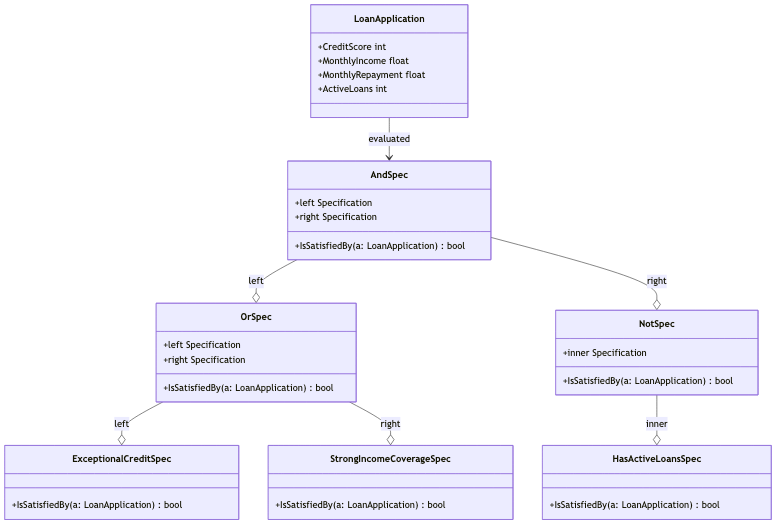 LoanApplication
+CreditScore int
+MonthlyIncome float
+MonthlyRepayment float
+ActiveLoans int
evaluated
AndSpec
+left Specification
+right Specification
+IsSatisfiedBy(a: LoanApplication) : bool
left
right
OrSpec
+left Specification
+right Specification
+IsSatisfiedBy(a: LoanApplication) : bool
NotSpec
+inner Specification
+IsSatisfiedBy(a: LoanApplication) : bool
left
right
inner
ExceptionalCreditSpec
+IsSatisfiedBy(a: LoanApplication) : bool
StrongIncomeCoverageSpec
+IsSatisfiedBy(a: LoanApplication) : bool
HasActiveLoansSpec
+IsSatisfiedBy(a: LoanApplication) : bool